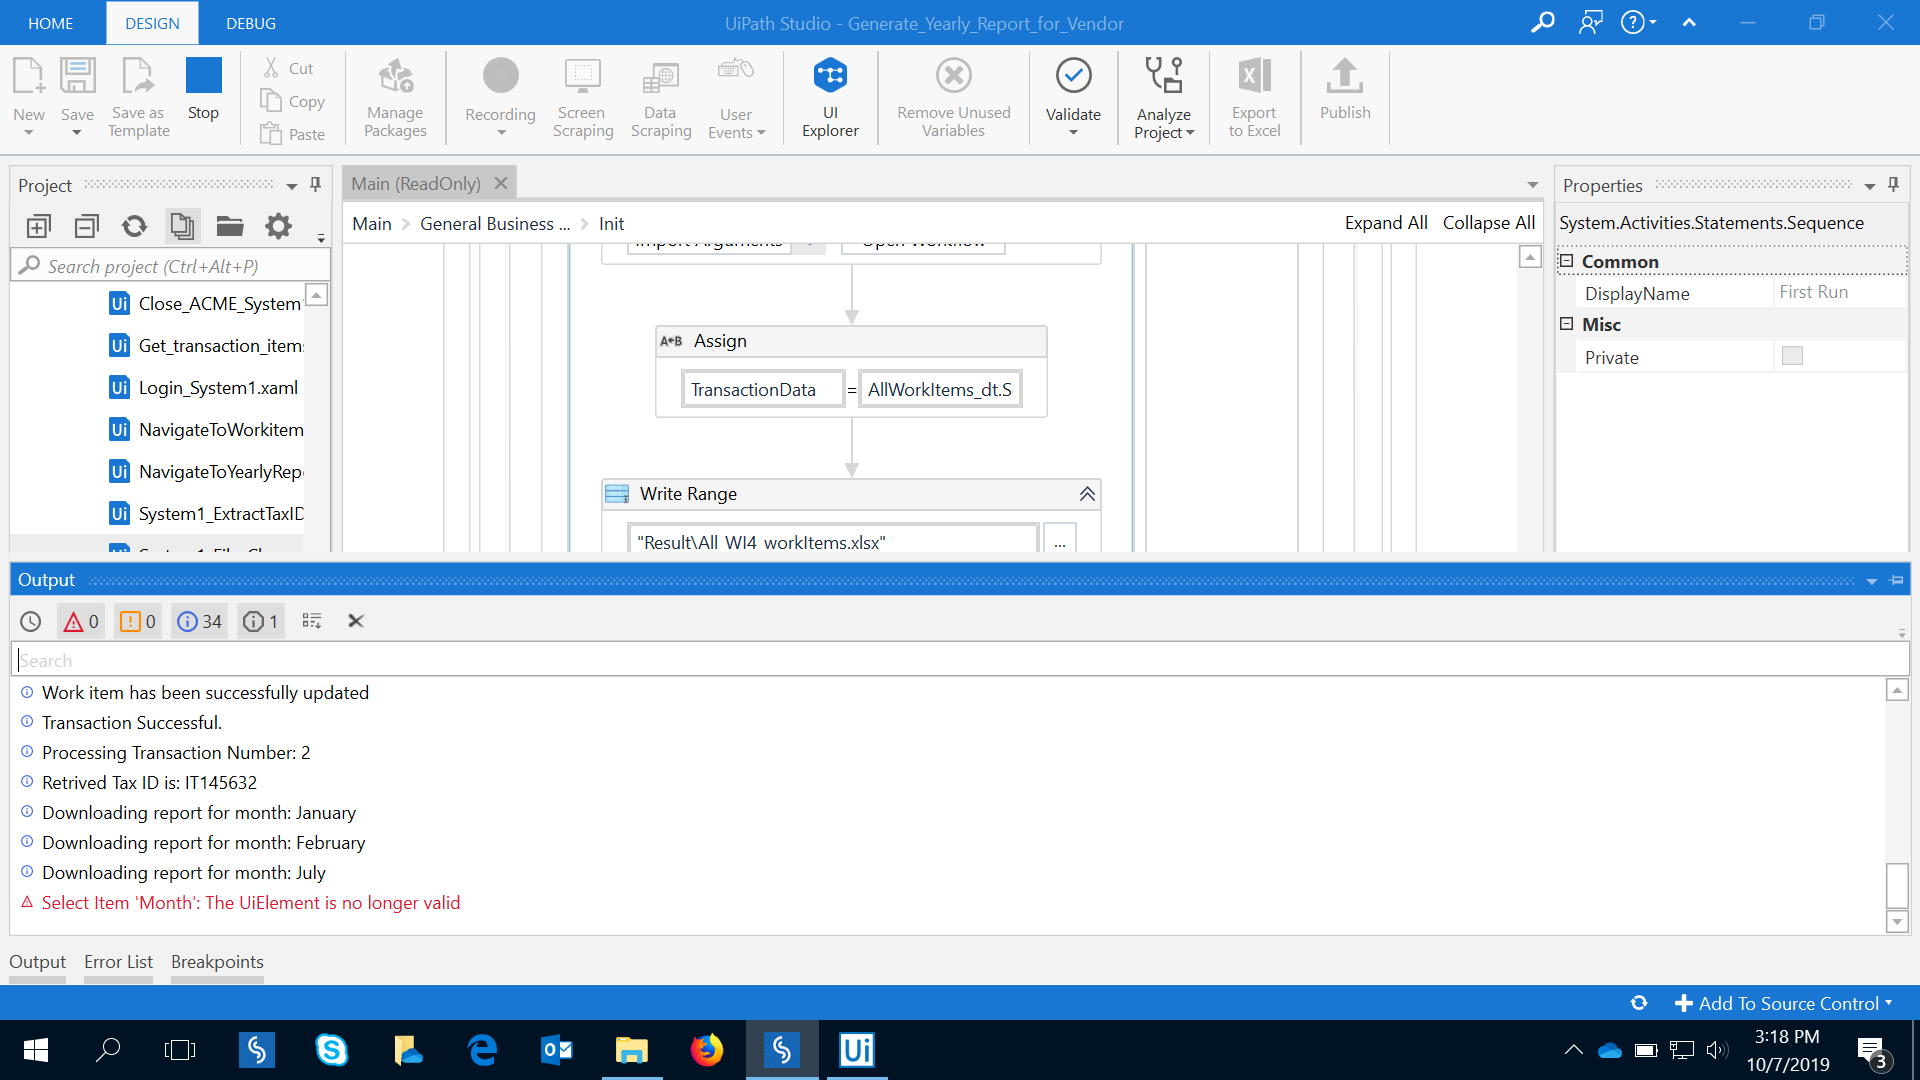 HOME DESIGN DEBUG UiPath Studio - Generate_Yearly_Report_for_Vendor
New Save Save as Template Stop Cut Copy Paste Manage Packages Recording Screen Scraping Data Scraping User Events UI Explorer Remove Unused Variables Validate Analyze Project Export to Excel Publish
Project
Search project (Ctrl+Alt+P)
Close_ACME_System
Get_transaction_item
Login_System1.xaml
NavigateToWorkitem
NavigateToYearlyRep
System1_ExtractTaxID
Main (ReadOnly)
Main General Business ... Init Expand All Collapse All
Import Arguments Open Workflow
A B Assign
TransactionData = AllWorkItems_dt.S
Write Range
"Result\All_WI4_workItems.xlsx" ...
Properties
System.Activities.Statements.Sequence
Common
DisplayName First Run
Misc
Private
Output
0 0 34 1
Search
Work item has been successfully updated
Transaction Successful.
Processing Transaction Number: 2
Retrived Tax ID is: IT145632
Downloading report for month: January
Downloading report for month: February
Downloading report for month: July
Select Item 'Month': The UiElement is no longer valid
Output Error List Breakpoints
Add To Source Control
3:18 PM
10/7/2019
3